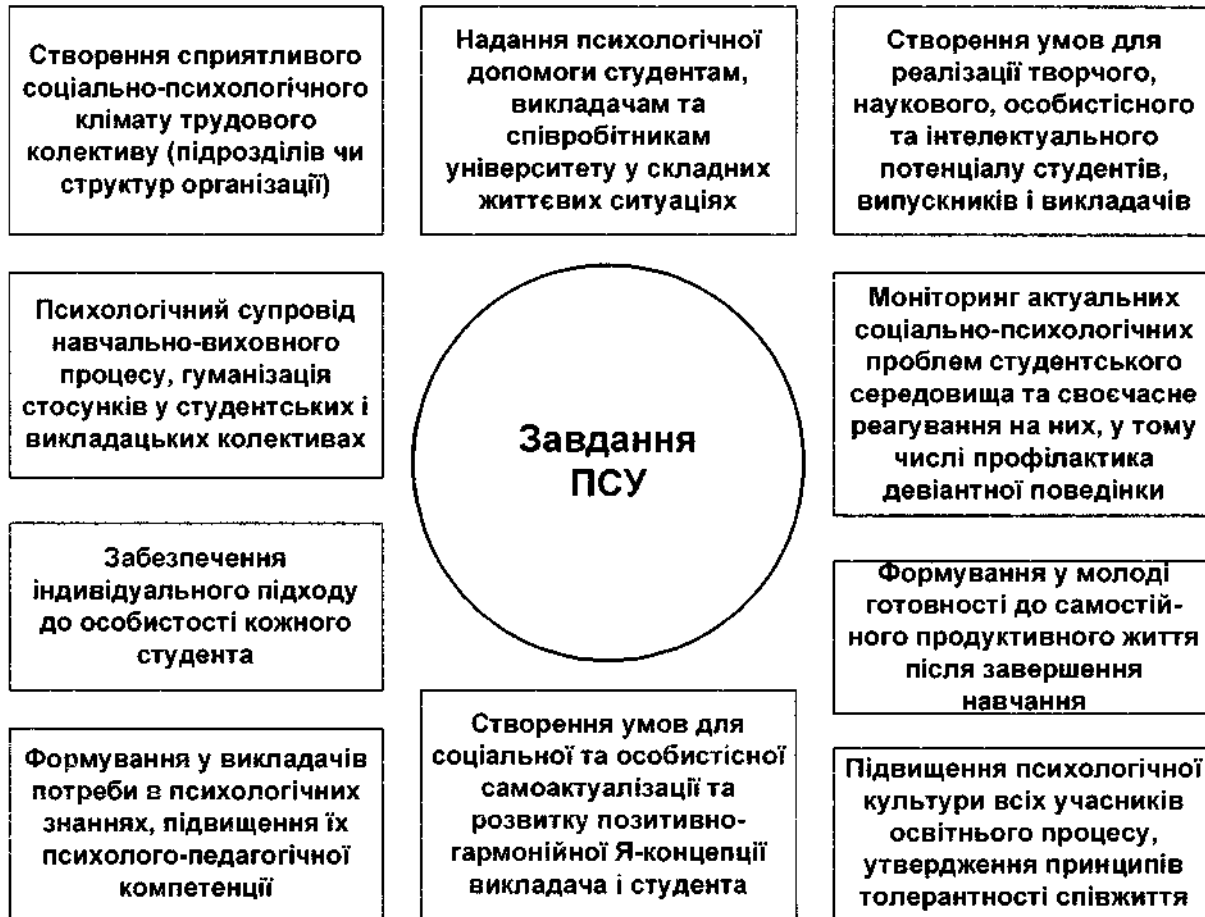 Створення сприятливого
соціально-психологічного
клімату трудового
колективу (підрозділів чи
структур організації)
Надання психологічної
допомоги студентам,
викладачам та
співробітникам
університету у складних
життєвих ситуаціях
Створення умов для
реалізації творчого,
наукового, особистісного
та інтелектуального
потенціалу студентів,
випускників і викладачів
Психологічний супровід
навчально-виховного
процесу, гуманізація
стосунків у студентських і
викладацьких колективах
Завдання
ПСУ
Моніторинг актуальних
соціально-психологічних
проблем студентського
середовища та своєчасне
реагування на них, у тому
числі профілактика
девіантної поведінки
Забезпечення
індивідуального підходу
до особистості кожного
студента
Формування у молоді
готовності до самостій-
ного продуктивного життя
після завершення
навчання
Формування у викладачів
потреби в психологічних
знаннях, підвищення їх
психолого-педагогічної
компетенції
Створення умов для
соціальної та особистісної
самоактуалізації та
розвитку позитивно-
гармонійної Я-концепції
викладача і студента
Підвищення психологічної
культури всіх учасників
освітнього процесу,
утвердження принципів
толерантності співжиття